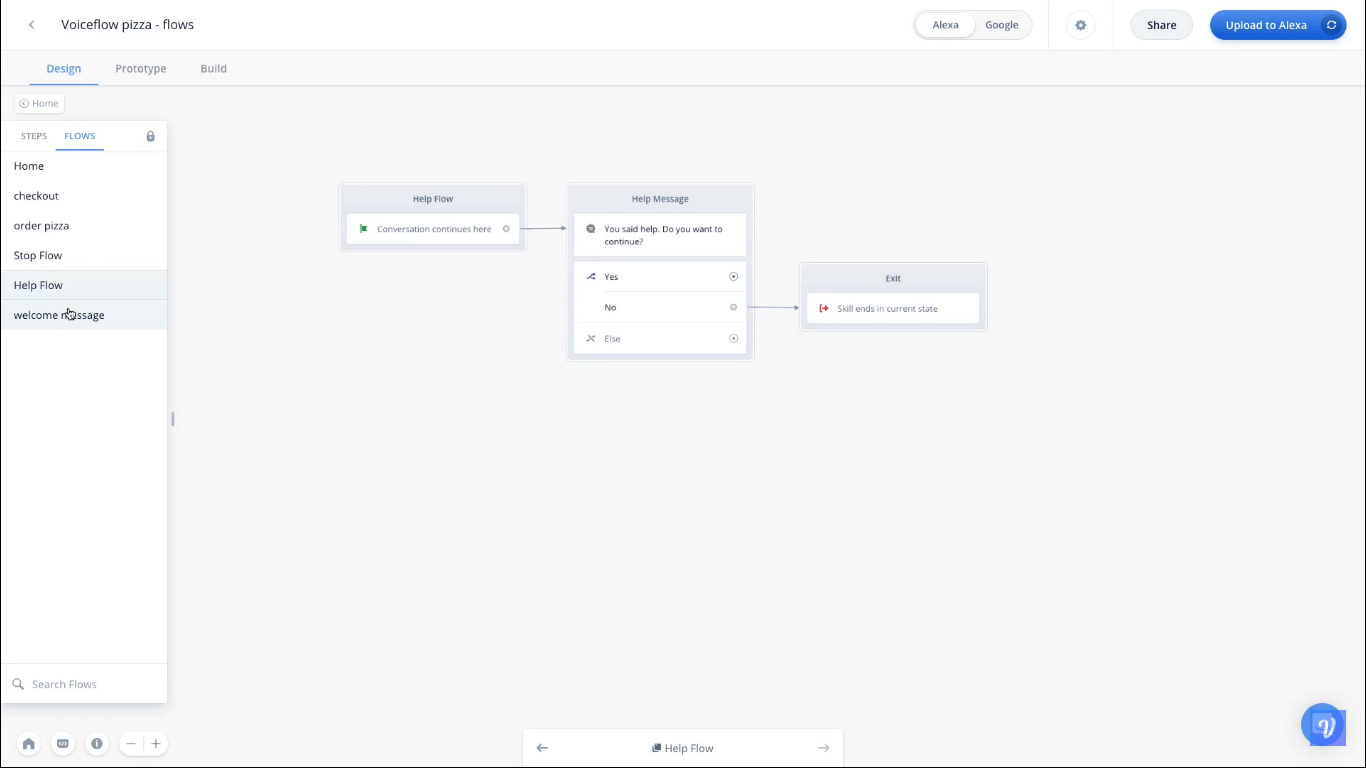 Voiceflow pizza - flows
Alexa
Google
Share
Upload to Alexa
Design
Prototype
Build
Home
STEPS
FLOWS
Home
checkout
order pizza
Stop Flow
Help Flow
welcome message
Search Flows
Help Flow
Conversation continues here
Help Message
You said help. Do you want to
continue?
Yes
No
Else
Exit
Skill ends in current state
Help Flow